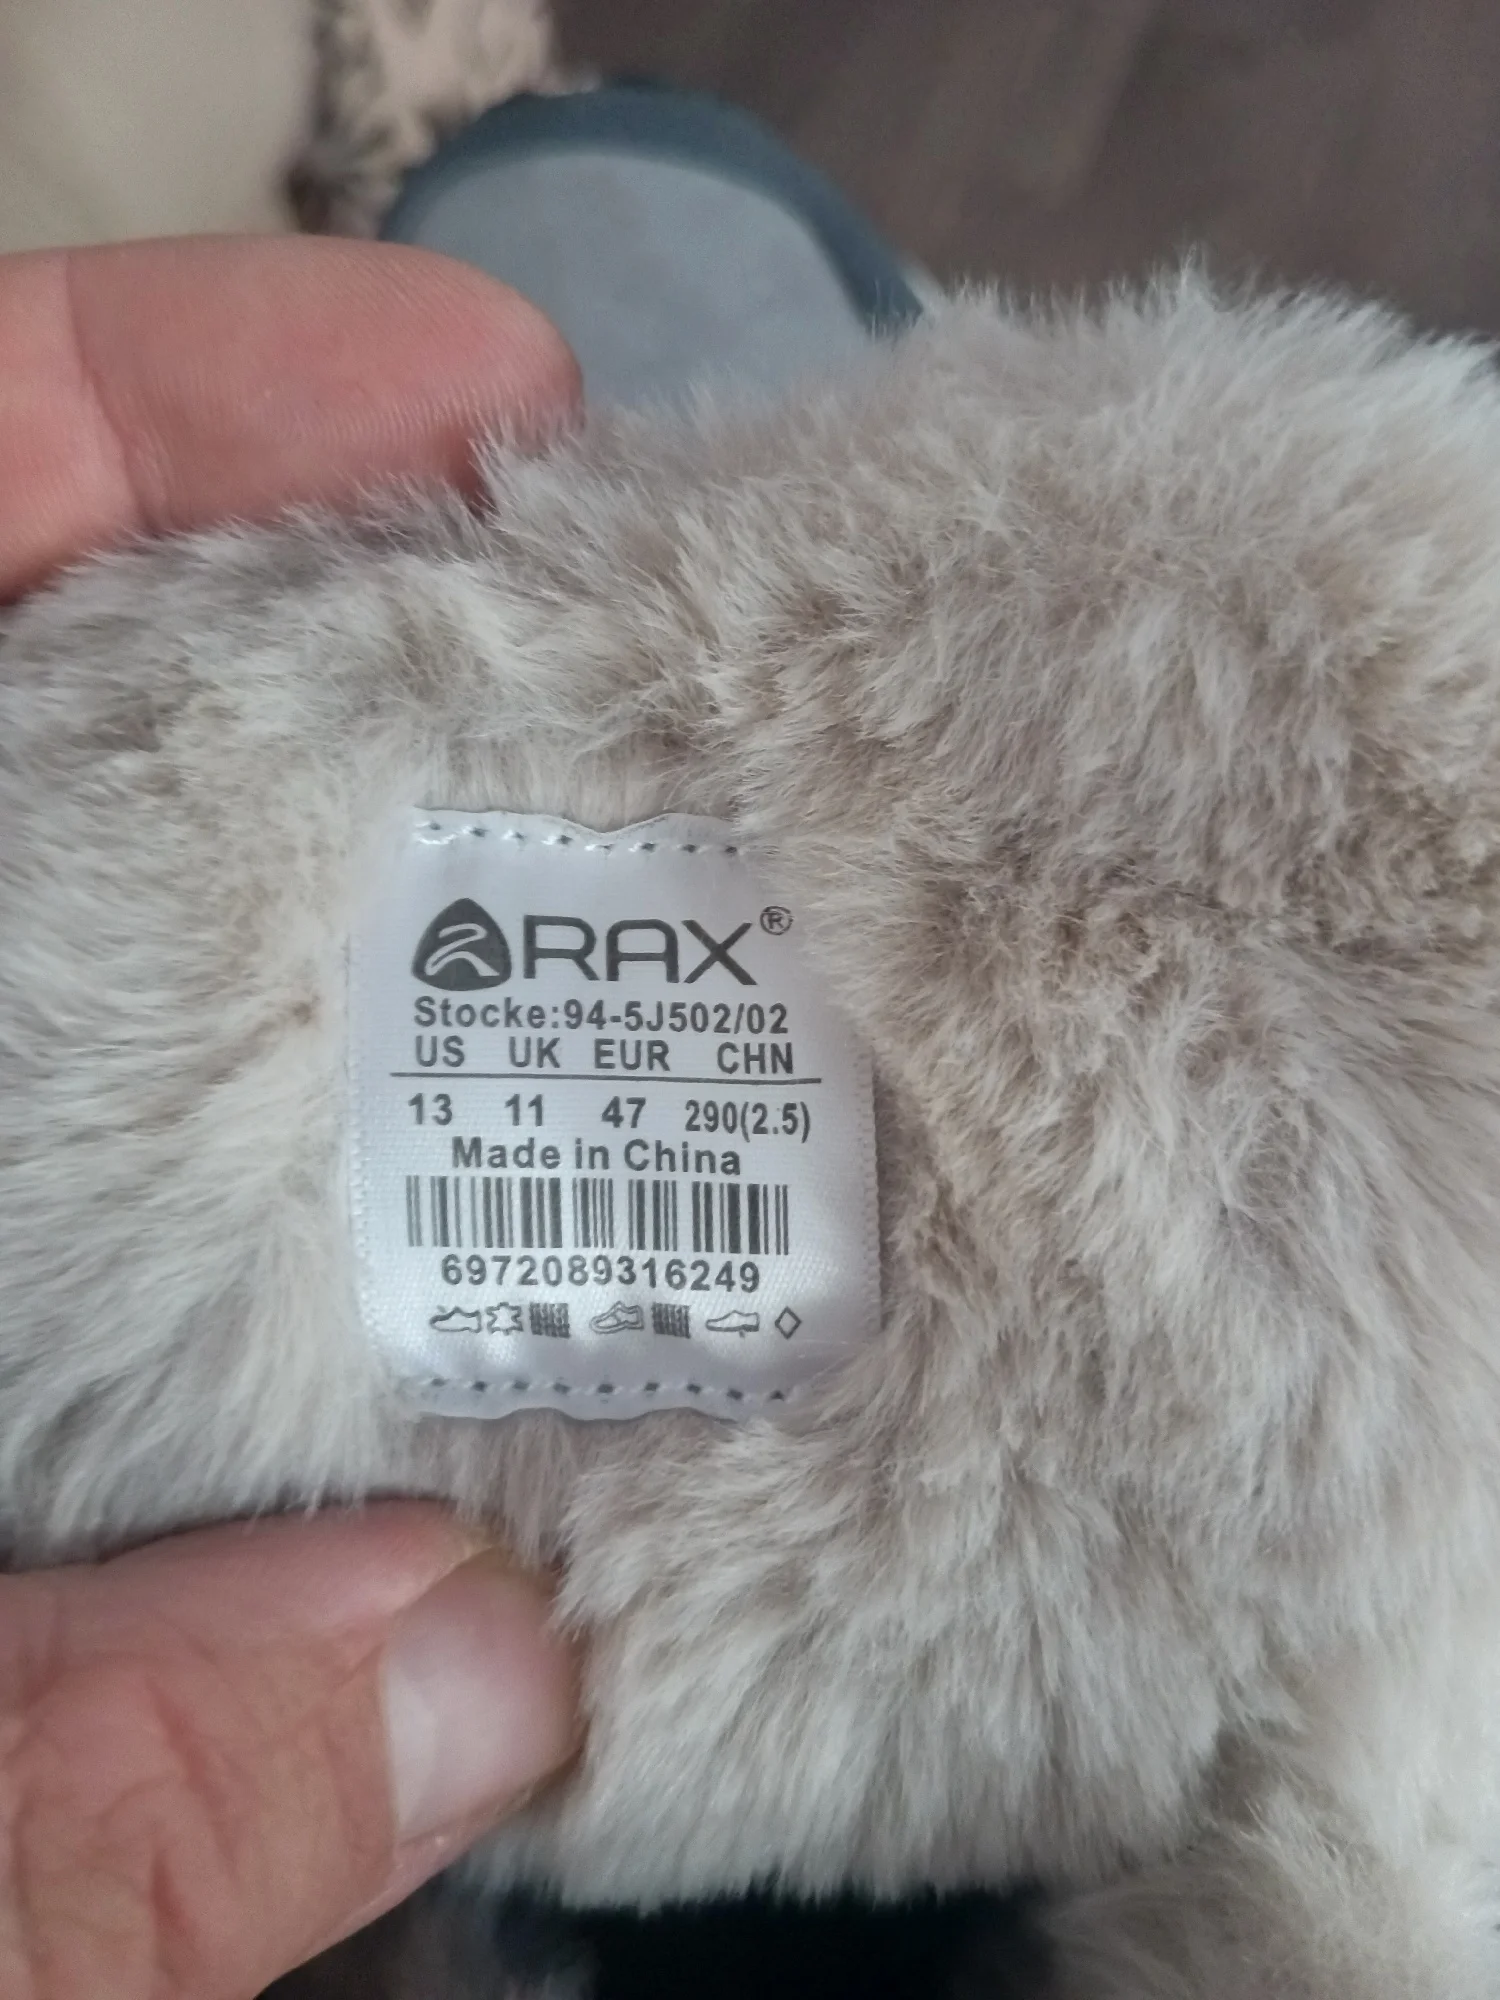 RAX®
Stocke:94-5J502/02
US UK EUR CHN
13 11 47 290(2.5)
Made in China
6972089316249